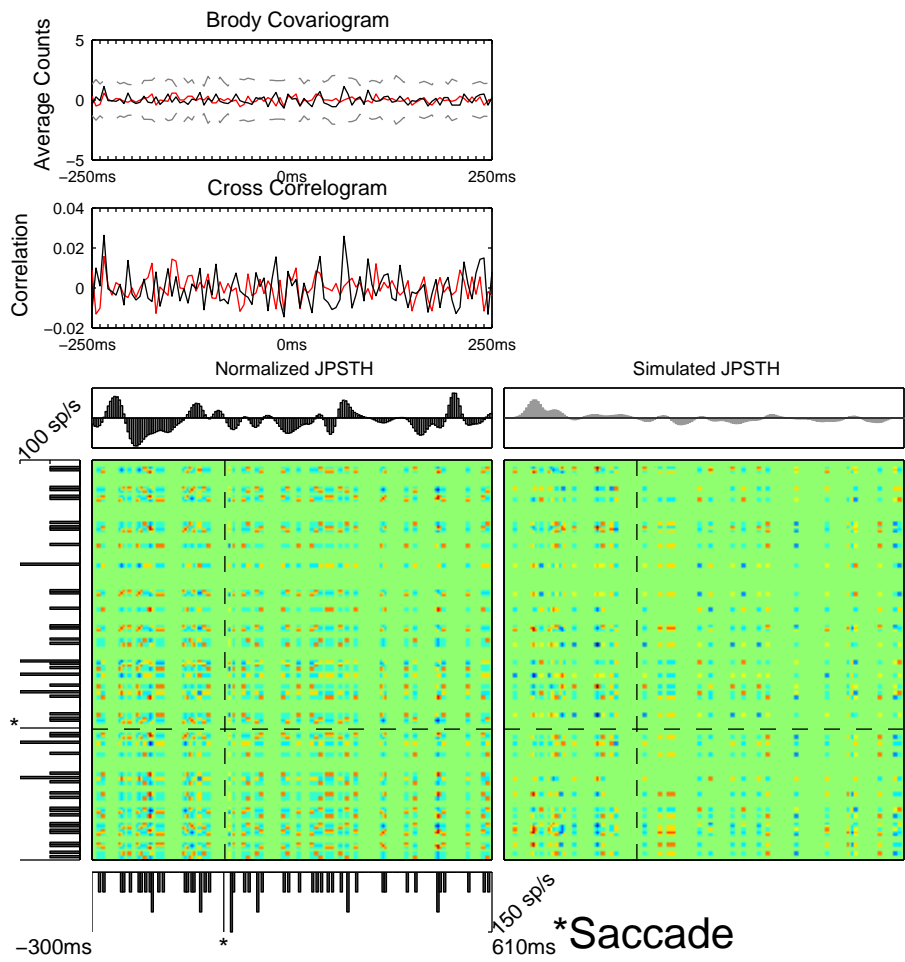 Brody Covariogram
Average Counts
5
0
−5
−250ms
0ms
250ms
Cross Correlogram
Correlation
0.04
0.02
0
−0.02
−250ms
0ms
250ms
Normalized JPSTH
Simulated JPSTH
100 sp/s
*
−300ms
*
150 sp/s
610ms
*Saccade